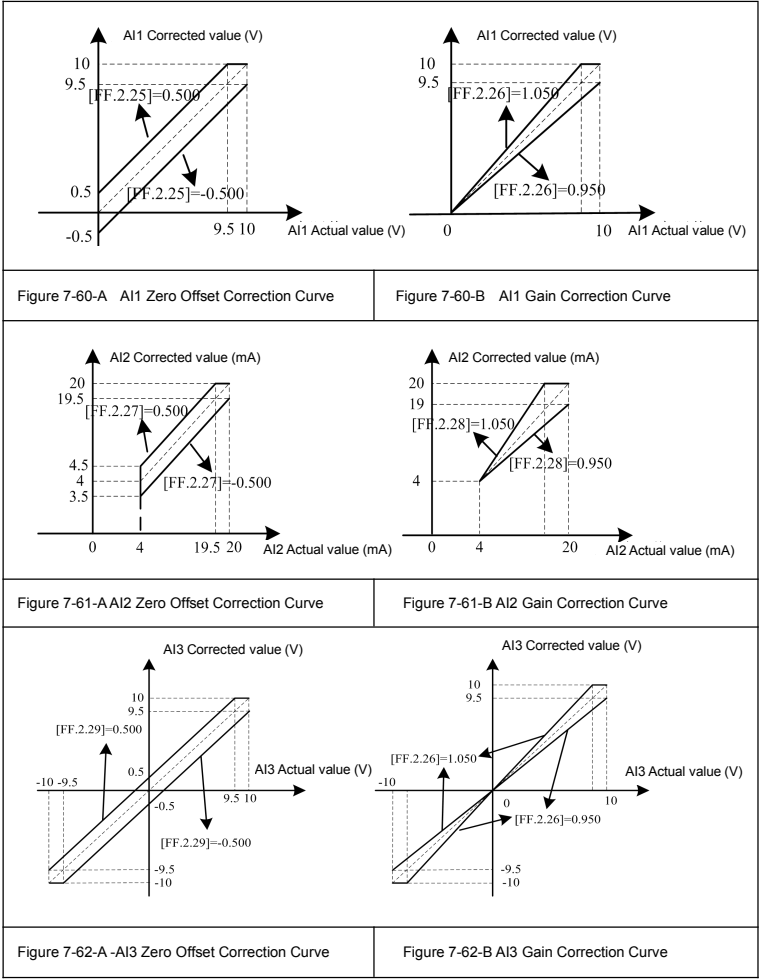 AI1 Corrected value (V)
10
9.5
[FF.2.25]=0.500
0.5
[FF.2.25]=-0.500
-0.5
9.5 10
AI1 Actual value (V)
AI1 Corrected value (V)
10
9.5
[FF.2.26]=1.050
[FF.2.26]=0.950
0
10
AI1 Actual value (V)
Figure 7-60-A AI1 Zero Offset Correction Curve
Figure 7-60-B AI1 Gain Correction Curve
AI2 Corrected value (mA)
20
19.5
[FF.2.27]=0.500
4.5
4
3.5
[FF.2.27]=-0.500
0
4
19.5 20
AI2 Actual value (mA)
AI2 Corrected value (mA)
20
19
[FF.2.28]=1.050
[FF.2.28]=0.950
4
0
4
20
AI2 Actual value (mA)
Figure 7-61-A AI2 Zero Offset Correction Curve
Figure 7-61-B AI2 Gain Correction Curve
AI3 Corrected value (V)
10
9.5
[FF.2.29]=0.500
0.5
AI3 Actual value (V)
-10 -9.5
9.5 10
-0.5
[FF.2.29]=-0.500
-9.5
-10
AI3 Corrected value (V)
10
9.5
[FF.2.26]=1.050
AI3 Actual value (V)
-10
0
10
[FF.2.26]=0.950
-9.5
-10
Figure 7-62-A -AI3 Zero Offset Correction Curve
Figure 7-62-B AI3 Gain Correction Curve